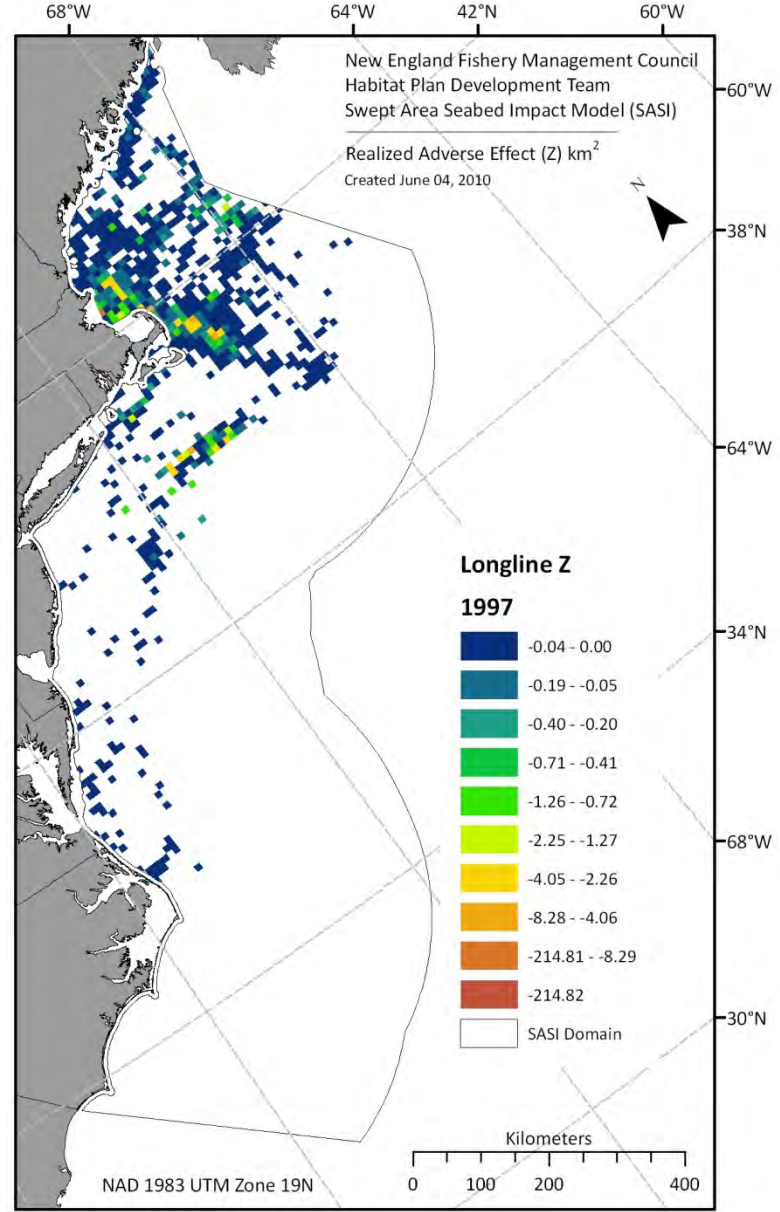 68°W 64°W 42°N 60°W
New England Fishery Management Council
Habitat Plan Development Team
Swept Area Seabed Impact Model (SASI)
Realized Adverse Effect (Z) km²
Created June 04, 2010
N
60°W
38°N
64°W
34°N
68°W
30°N
Longline Z
1997
-0.04 - 0.00
-0.19 - -0.05
-0.40 - -0.20
-0.71 - -0.41
-1.26 - -0.72
-2.25 - -1.27
-4.05 - -2.26
-8.28 - -4.06
-214.81 - -8.29
-214.82
SASI Domain
Kilometers
0 100 200 400
NAD 1983 UTM Zone 19N